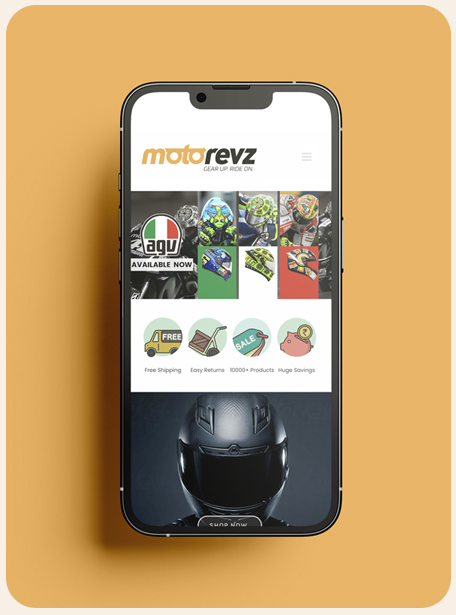 motorevz
GEAR UP. RIDE ON.
agv
AVAILABLE NOW
FREE
SALE
₹
Free Shipping
Easy Returns
10000+ Products
Huge Savings
SHOP NOW